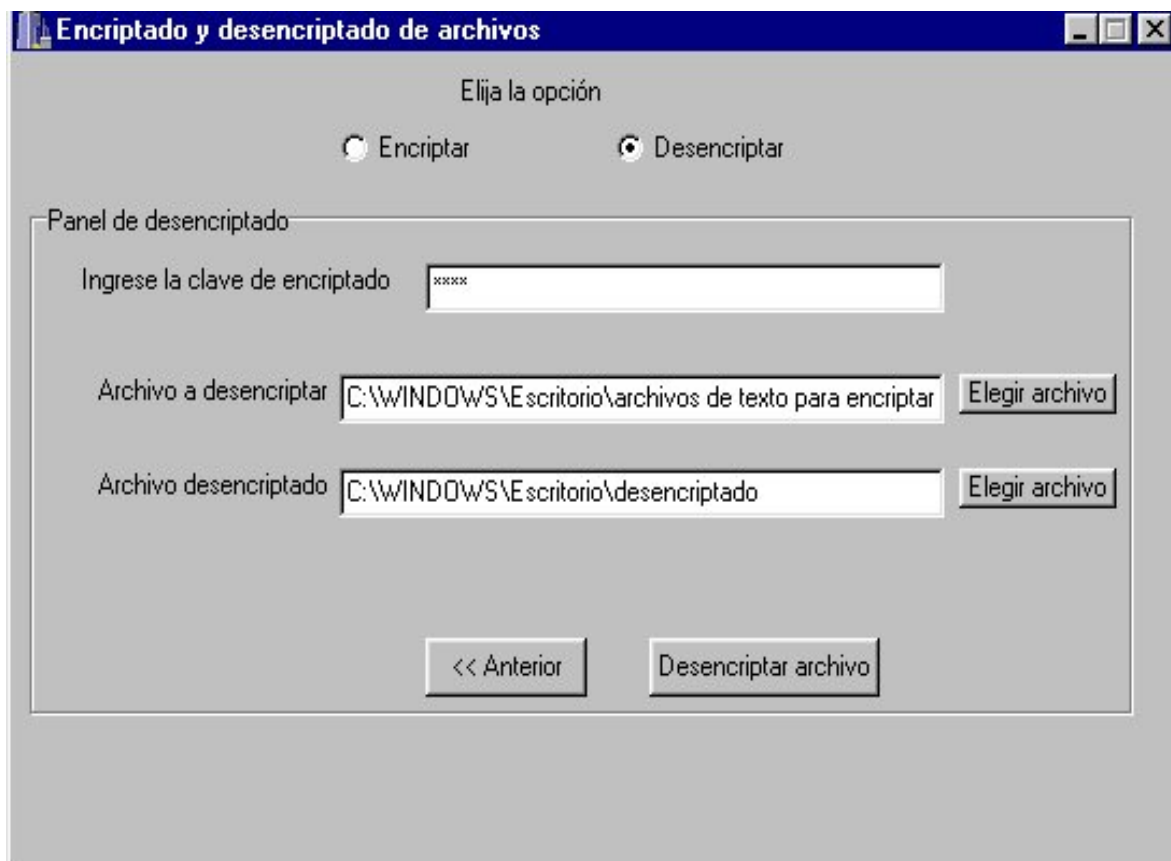 Encriptado y desencriptado de archivos
Elija la opción
Encriptar Desencriptar
Panel de desencriptado
Ingrese la clave de encriptado ****
Archivo a desencriptar C:\WINDOWS\Escritorio\archivos de texto para encriptar Elegir archivo
Archivo desencriptado C:\WINDOWS\Escritorio\desencriptado Elegir archivo
<< Anterior Desencriptar archivo